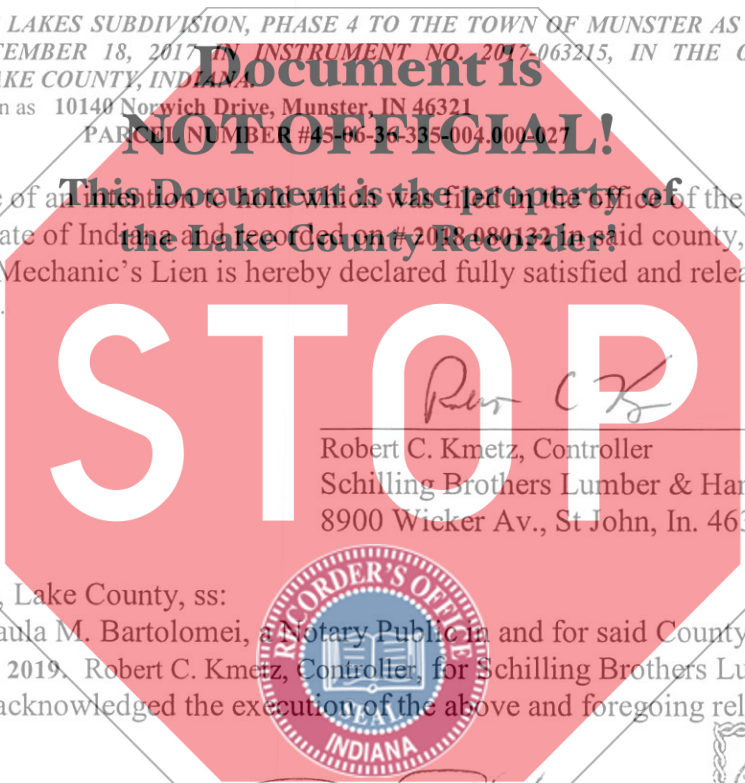 LAKES SUBDIVISION, PHASE 4 TO THE TOWN OF MUNSTER AS
TEMBER 18, 2017 IN INSTRUMENT NO. 2017-063215, IN THE O
AKE COUNTY, INDIANA.
Document is
n as 10140 Norwich Drive, Munster, IN 46321
PARCEL NUMBER #45-06-36-335-004.000-027
NOT OFFICIAL!
e of an intention to hold which was filed in the office of the
This Document is the property of
ate of Indiana and recorded on # 2018-080132 in said county,
the Lake County Recorder!
Mechanic's Lien is hereby declared fully satisfied and relea
STOP
Robert C. Kmetz, Controller
Schilling Brothers Lumber & Har
8900 Wicker Av., St John, In. 463
, Lake County, ss:
aula M. Bartolomei, a Notary Public in and for said County
2019. Robert C. Kmetz, Controller, for Schilling Brothers Lu
acknowledged the execution of the above and foregoing rel
RECORDER'S OFFICE
SEAL
INDIANA